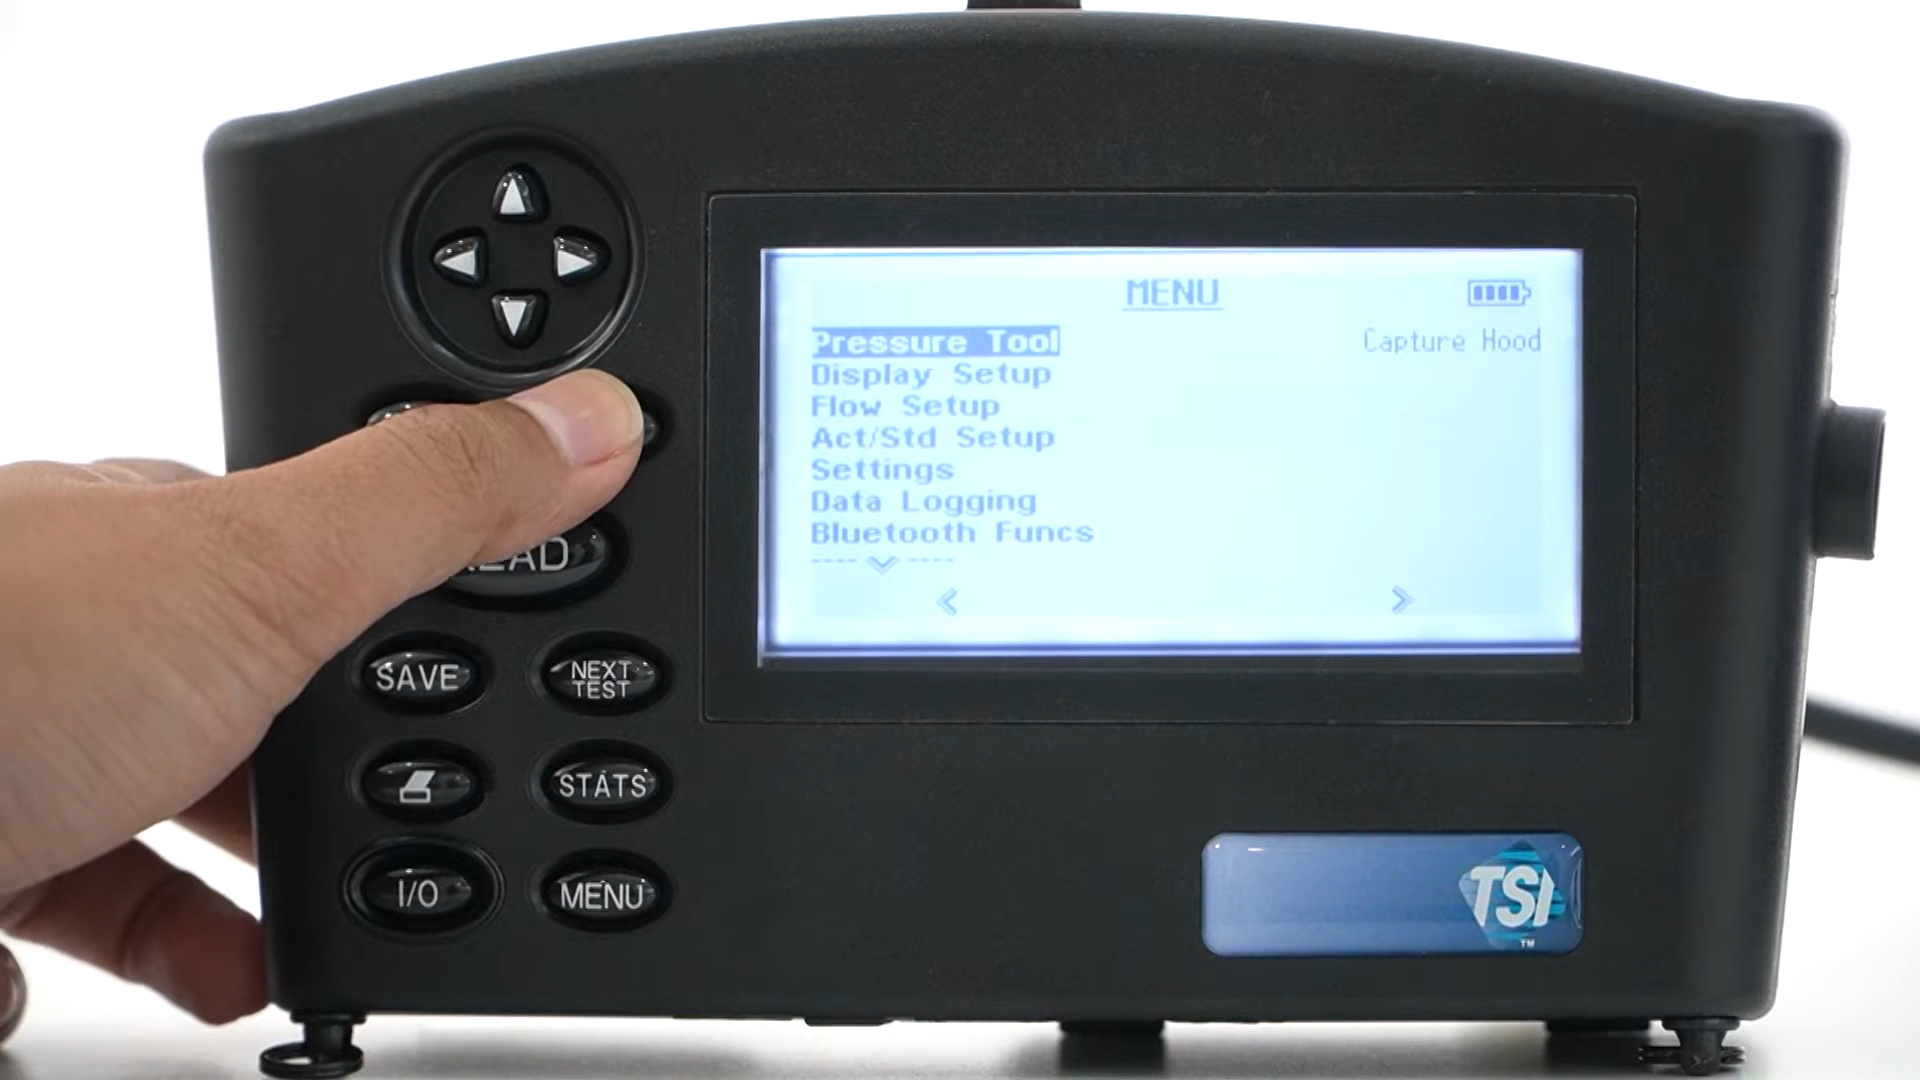 MENU
Pressure Tool Capture Hood
Display Setup
Flow Setup
Act/Std Setup
Settings
Data Logging
Bluetooth Funcs
SAVE NEXT TEST
STATS
I/O MENU
TSI
TM